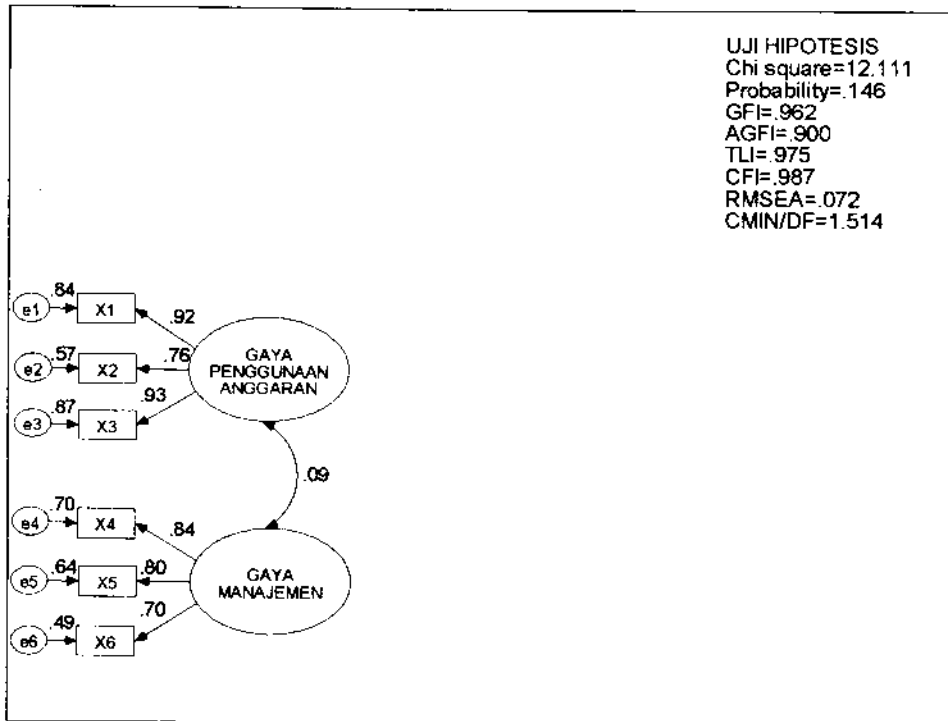 UJI HIPOTESIS
Chi square=12.111
Probability=.146
GFI=.962
AGFI=.900
TLI=.975
CFI=.987
RMSEA=.072
CMIN/DF=1.514
.84
e1
X1
.92
.57
e2
X2
.76
.87
e3
X3
.93
GAYA
PENGGUNAAN
ANGGARAN
.09
.70
e4
X4
.84
.64
e5
X5
.80
.49
e6
X6
.70
GAYA
MANAJEMEN